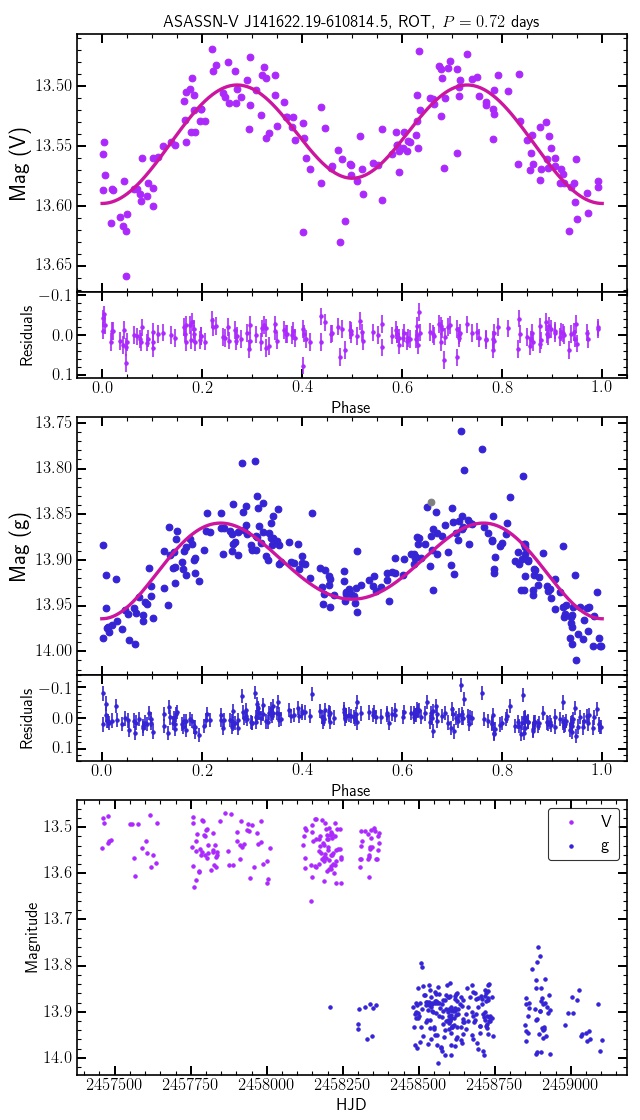 ASASSN-V J141622.19-610814.5, ROT, P = 0.72 days
Mag (V)
13.50
13.55
13.60
13.65
Residuals
−0.1
0.0
0.1
0.0 0.2 0.4 0.6 0.8 1.0
Phase
Mag (g)
13.75
13.80
13.85
13.90
13.95
14.00
Residuals
−0.1
0.0
0.1
0.0 0.2 0.4 0.6 0.8 1.0
Phase
Magnitude
13.5
13.6
13.7
13.8
13.9
14.0
V
g
2457500 2457750 2458000 2458250 2458500 2458750 2459000
HJD